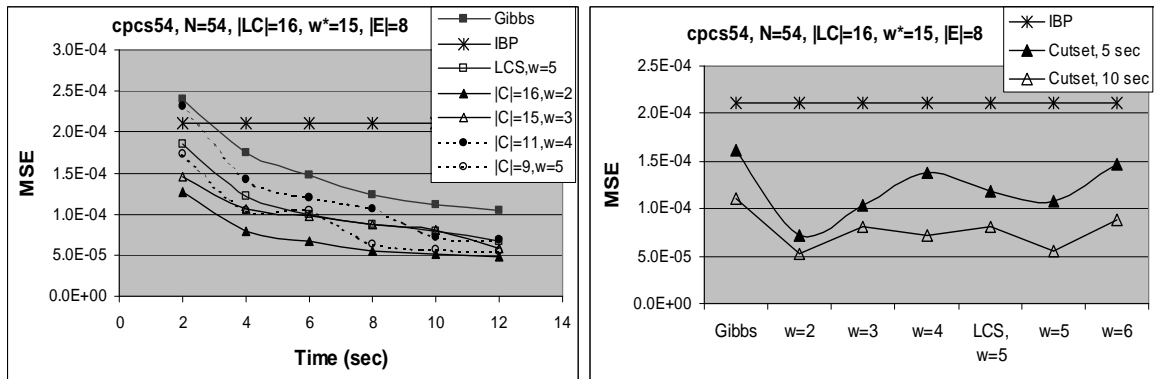 cpcs54, N=54, |LC|=16, w*=15, |E|=8
Gibbs
IBP
LCS,w=5
|C|=16,w=2
|C|=15,w=3
|C|=11,w=4
|C|=9,w=5
MSE
3.0E-04
2.5E-04
2.0E-04
1.5E-04
1.0E-04
5.0E-05
0.0E+00
0 2 4 6 8 10 12 14
Time (sec)
cpcs54, N=54, |LC|=16, w*=15, |E|=8
IBP
Cutset, 5 sec
Cutset, 10 sec
MSE
2.5E-04
2.0E-04
1.5E-04
1.0E-04
5.0E-05
0.0E+00
Gibbs w=2 w=3 w=4 LCS, w=5 w=6
w=5